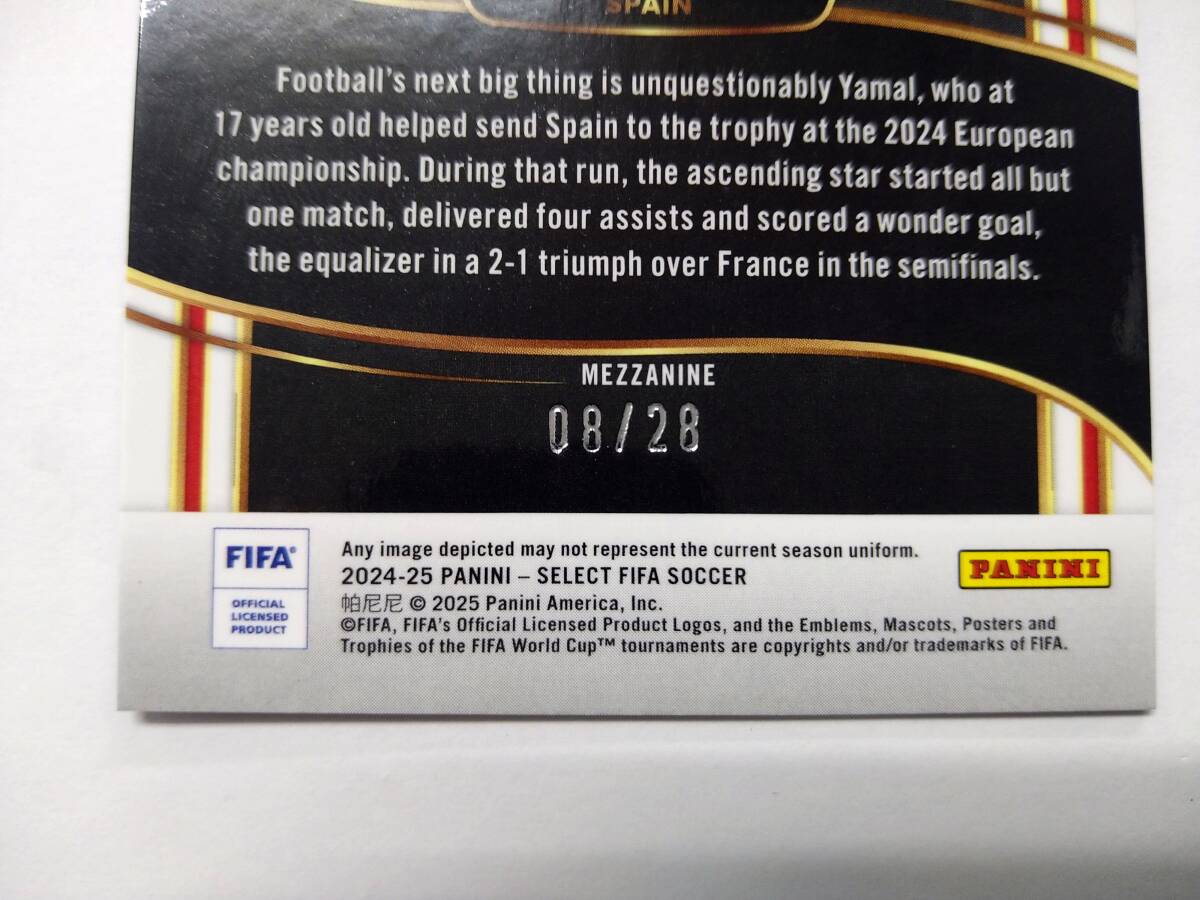 SPAIN
Football's next big thing is unquestionably Yamal, who at
17 years old helped send Spain to the trophy at the 2024 European
championship. During that run, the ascending star started all but
one match, delivered four assists and scored a wonder goal,
the equalizer in a 2-1 triumph over France in the semifinals.
MEZZANINE
08/28
FIFA®
OFFICIAL
LICENSED
PRODUCT
Any image depicted may not represent the current season uniform.
2024-25 PANINI – SELECT FIFA SOCCER
帕尼尼 © 2025 Panini America, Inc.
©FIFA, FIFA's Official Licensed Product Logos, and the Emblems, Mascots, Posters and
Trophies of the FIFA World Cup™ tournaments are copyrights and/or trademarks of FIFA.
PANINI